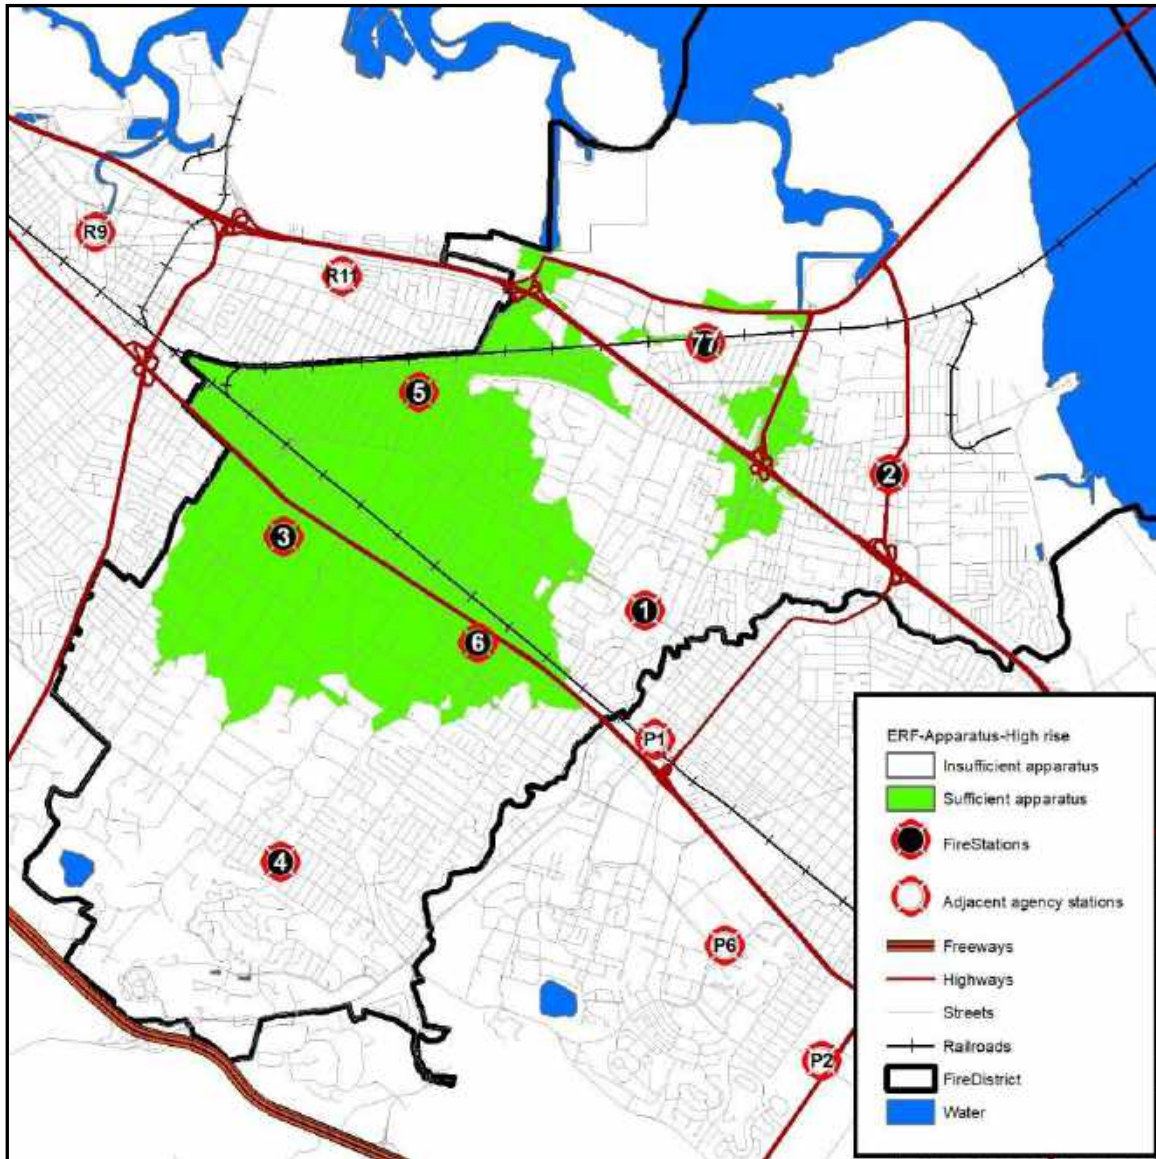 R9
R11
77
5
2
3
1
6
P1
4
P6
P2
ERF-Apparatus-High rise
Insufficient apparatus
Sufficient apparatus
FireStations
Adjacent agency stations
Freeways
Highways
Streets
Railroads
FireDistrict
Water